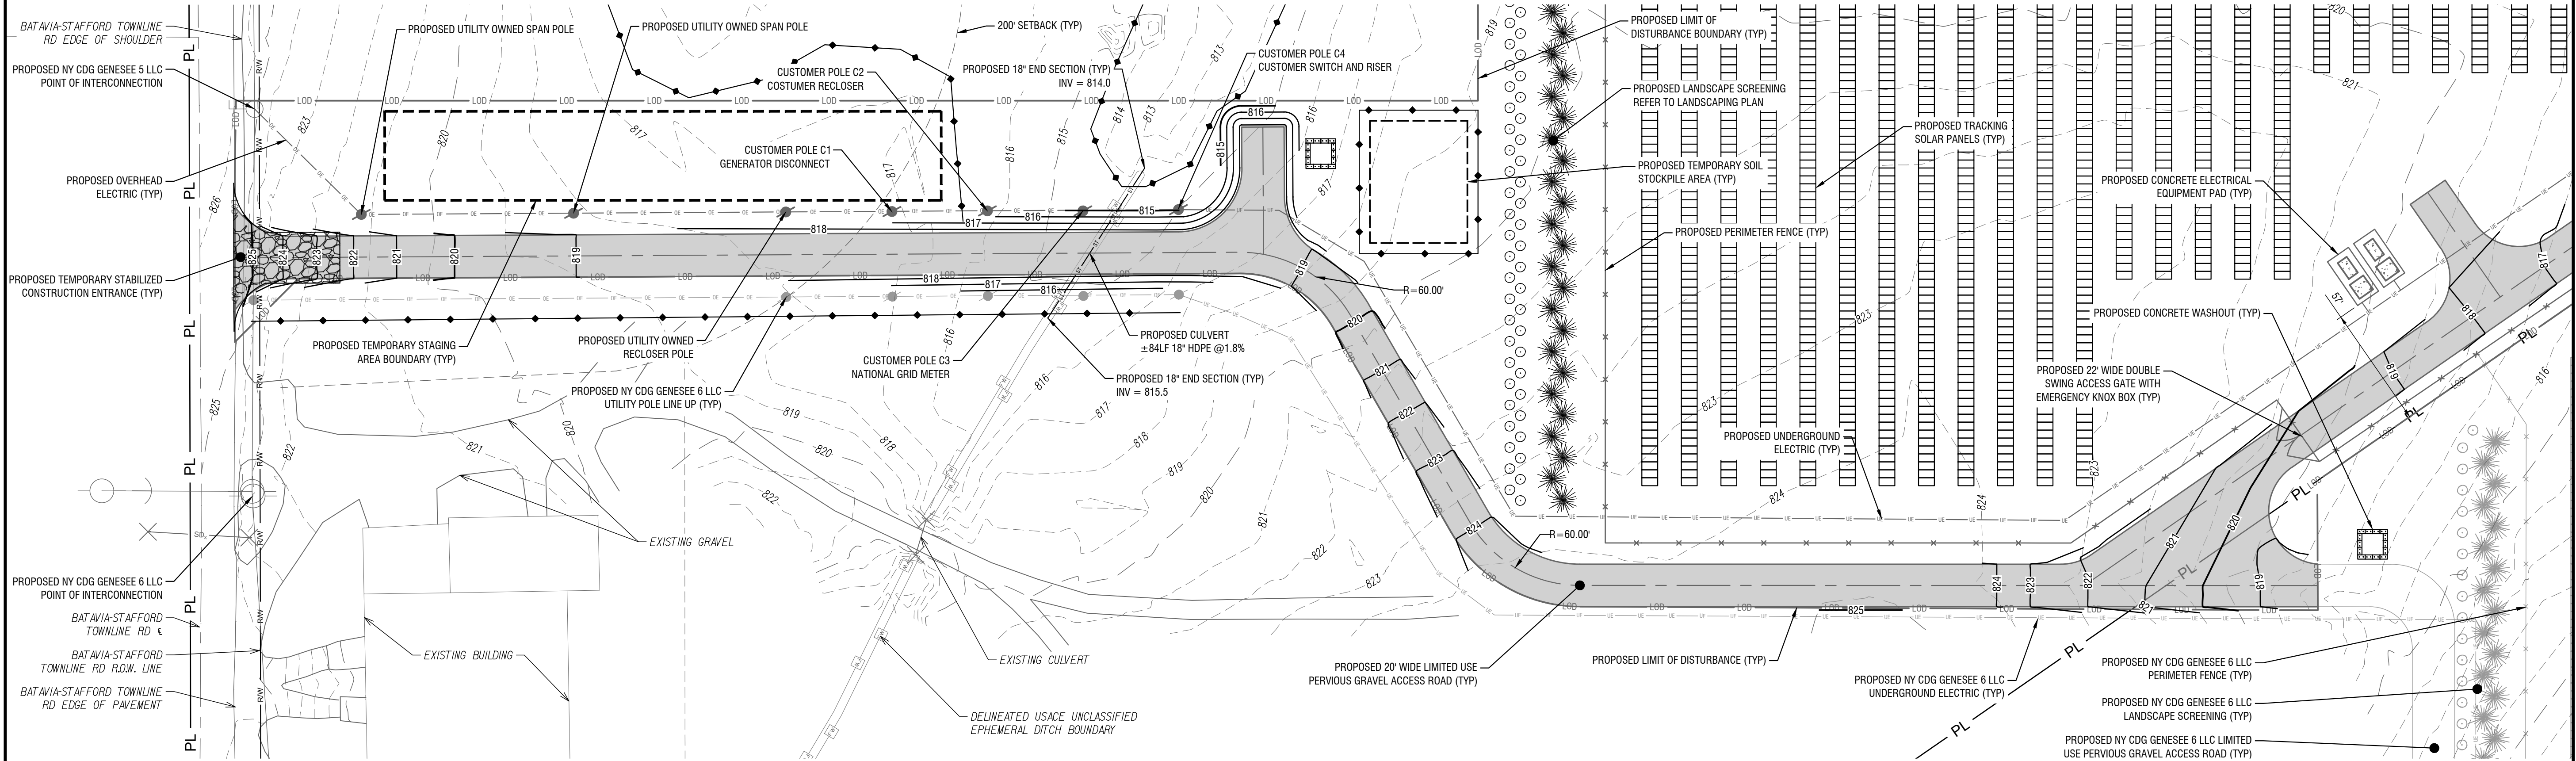 BATAVIA-STAFFORD TOWNLINE
RD EDGE OF SHOULDER
PROPOSED NY CDG GENESEE 5 LLC
POINT OF INTERCONNECTION
PROPOSED OVERHEAD
ELECTRIC (TYP)
PROPOSED TEMPORARY STABILIZED
CONSTRUCTION ENTRANCE (TYP)
PROPOSED NY CDG GENESEE 6 LLC
POINT OF INTERCONNECTION
BATAVIA-STAFFORD
TOWNLINE RD ℄
BATAVIA-STAFFORD
TOWNLINE RD R.O.W. LINE
BATAVIA-STAFFORD TOWNLINE
RD EDGE OF PAVEMENT
PROPOSED UTILITY OWNED SPAN POLE
PROPOSED UTILITY OWNED SPAN POLE
200' SETBACK (TYP)
CUSTOMER POLE C2
COSTUMER RECLOSER
PROPOSED 18" END SECTION (TYP)
INV = 814.0
CUSTOMER POLE C4
CUSTOMER SWITCH AND RISER
CUSTOMER POLE C1
GENERATOR DISCONNECT
PROPOSED TEMPORARY STAGING
AREA BOUNDARY (TYP)
PROPOSED UTILITY OWNED
RECLOSER POLE
PROPOSED NY CDG GENESEE 6 LLC
UTILITY POLE LINE UP (TYP)
CUSTOMER POLE C3
NATIONAL GRID METER
PROPOSED CULVERT
±84LF 18" HDPE @1.8%
PROPOSED 18" END SECTION (TYP)
INV = 815.5
EXISTING GRAVEL
EXISTING BUILDING
EXISTING CULVERT
DELINEATED USACE UNCLASSIFIED
EPHEMERAL DITCH BOUNDARY
PROPOSED LIMIT OF
DISTURBANCE BOUNDARY (TYP)
PROPOSED LANDSCAPE SCREENING
REFER TO LANDSCAPING PLAN
PROPOSED TEMPORARY SOIL
STOCKPILE AREA (TYP)
PROPOSED PERIMETER FENCE (TYP)
PROPOSED TRACKING
SOLAR PANELS (TYP)
PROPOSED CONCRETE ELECTRICAL
EQUIPMENT PAD (TYP)
PROPOSED CONCRETE WASHOUT (TYP)
PROPOSED 22' WIDE DOUBLE
SWING ACCESS GATE WITH
EMERGENCY KNOX BOX (TYP)
PROPOSED UNDERGROUND
ELECTRIC (TYP)
R=60.00'
R=60.00'
57'
PROPOSED 20' WIDE LIMITED USE
PERVIOUS GRAVEL ACCESS ROAD (TYP)
PROPOSED LIMIT OF DISTURBANCE (TYP)
PROPOSED NY CDG GENESEE 6 LLC
UNDERGROUND ELECTRIC (TYP)
PROPOSED NY CDG GENESEE 6 LLC
PERIMETER FENCE (TYP)
PROPOSED NY CDG GENESEE 6 LLC
LANDSCAPE SCREENING (TYP)
PROPOSED NY CDG GENESEE 6 LLC LIMITED
USE PERVIOUS GRAVEL ACCESS ROAD (TYP)